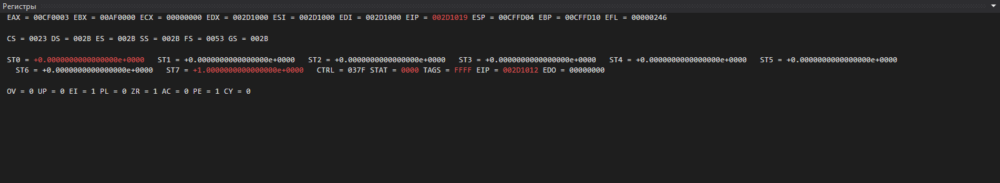 Регистры
EAX = 00CF0003 EBX = 00AF0000 ECX = 00000000 EDX = 002D1000 ESI = 002D1000 EDI = 002D1000 EIP = 002D1019 ESP = 00CFFD04 EBP = 00CFFD10 EFL = 00000246
CS = 0023 DS = 002B ES = 002B SS = 002B FS = 0053 GS = 002B
ST0 = +0.0000000000000000e+0000 ST1 = +0.0000000000000000e+0000 ST2 = +0.0000000000000000e+0000 ST3 = +0.0000000000000000e+0000 ST4 = +0.0000000000000000e+0000 ST5 = +0.0000000000000000e+0000
ST6 = +0.0000000000000000e+0000 ST7 = +1.0000000000000000e+0000 CTRL = 037F STAT = 0000 TAGS = FFFF EIP = 002D1012 EDO = 00000000
OV = 0 UP = 0 EI = 1 PL = 0 ZR = 1 AC = 0 PE = 1 CY = 0